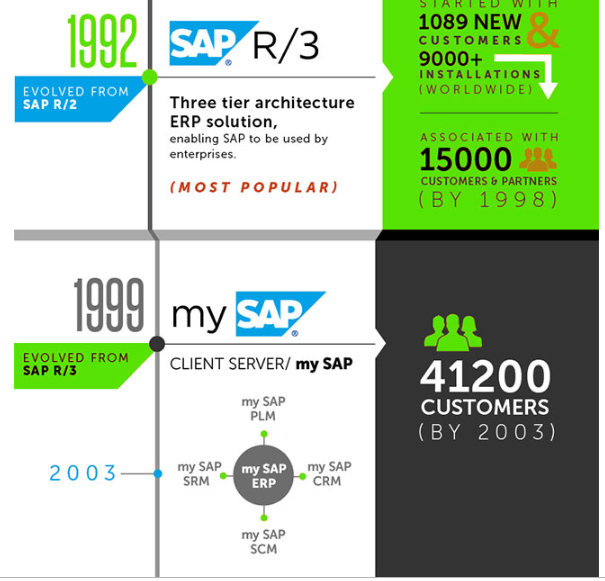 1992
EVOLVED FROM
SAP R/2
SAP® R/3
Three tier architecture
ERP solution,
enabling SAP to be used by
enterprises.
(MOST POPULAR)
STARTED WITH
1089 NEW
CUSTOMERS &
9000+
INSTALLATIONS
(WORLDWIDE)
ASSOCIATED WITH
15000
CUSTOMERS & PARTNERS
(BY 1998)
1999
EVOLVED FROM
SAP R/3
my SAP®
CLIENT SERVER/ my SAP
2003
my SAP
PLM
my SAP
SRM
my SAP
ERP
my SAP
CRM
my SAP
SCM
41200
CUSTOMERS
(BY 2003)